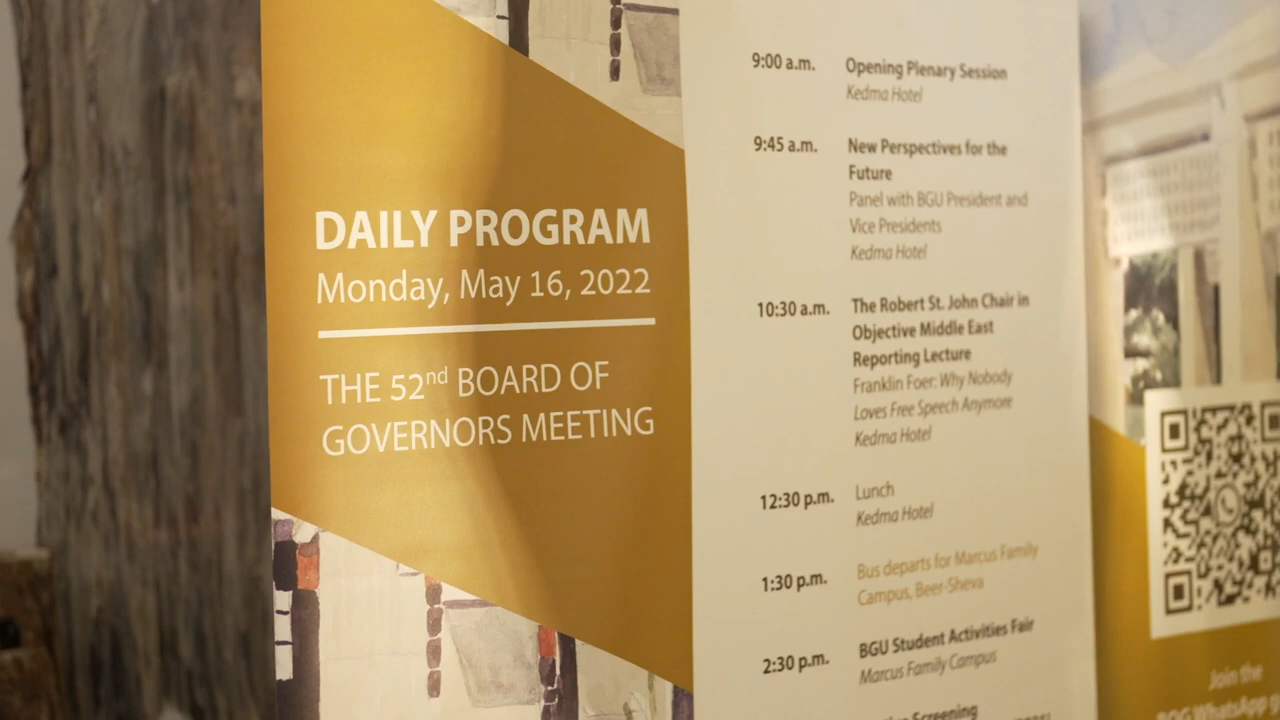 DAILY PROGRAM
Monday, May 16, 2022
THE 52nd BOARD OF
GOVERNORS MEETING
9:00 a.m. Opening Plenary Session
Kedma Hotel
9:45 a.m. New Perspectives for the
Future
Panel with BGU President and
Vice Presidents
Kedma Hotel
10:30 a.m. The Robert St. John Chair in
Objective Middle East
Reporting Lecture
Franklin Foer: Why Nobody
Loves Free Speech Anymore
Kedma Hotel
12:30 p.m. Lunch
Kedma Hotel
1:30 p.m. Bus departs for Marcus Family
Campus, Beer-Sheva
2:30 p.m. BGU Student Activities Fair
Marcus Family Campus
Screening
Join the
BOG WhatsApp